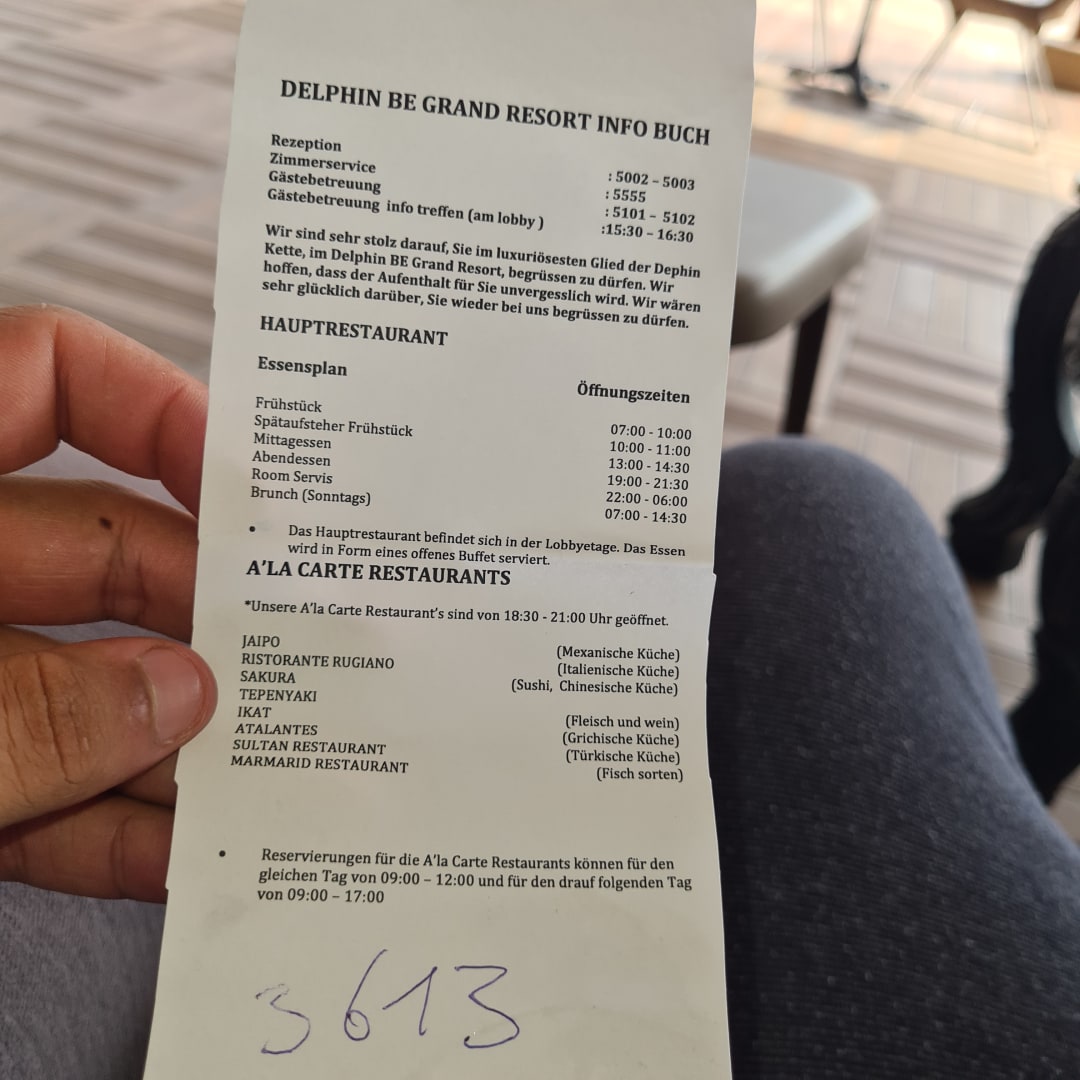 DELPHIN BE GRAND RESORT INFO BUCH
Rezeption : 5002 – 5003
Zimmerservice : 5555
Gästebetreuung : 5101 – 5102
Gästebetreuung info treffen (am lobby ) :15:30 – 16:30
Wir sind sehr stolz darauf, Sie im luxuriösesten Glied der Dephin
Kette, im Delphin BE Grand Resort, begrüssen zu dürfen. Wir
hoffen, dass der Aufenthalt für Sie unvergesslich wird. Wir wären
sehr glücklich darüber, Sie wieder bei uns begrüssen zu dürfen.
HAUPTRESTAURANT
Essensplan Öffnungszeiten
Frühstück 07:00 - 10:00
Spätaufsteher Frühstück 10:00 - 11:00
Mittagessen 13:00 - 14:30
Abendessen 19:00 - 21:30
Room Servis 22:00 - 06:00
Brunch (Sonntags) 07:00 - 14:30
• Das Hauptrestaurant befindet sich in der Lobbyetage. Das Essen
wird in Form eines offenes Buffet serviert.
A’LA CARTE RESTAURANTS
*Unsere A’la Carte Restaurant’s sind von 18:30 - 21:00 Uhr geöffnet.
JAIPO (Mexanische Küche)
RISTORANTE RUGIANO (Italienische Küche)
SAKURA (Sushi, Chinesische Küche)
TEPENYAKI
IKAT (Fleisch und wein)
ATALANTES (Grichische Küche)
SULTAN RESTAURANT (Türkische Küche)
MARMARID RESTAURANT (Fisch sorten)
• Reservierungen für die A’la Carte Restaurants können für den
gleichen Tag von 09:00 – 12:00 und für den drauf folgenden Tag
von 09:00 – 17:00
3613